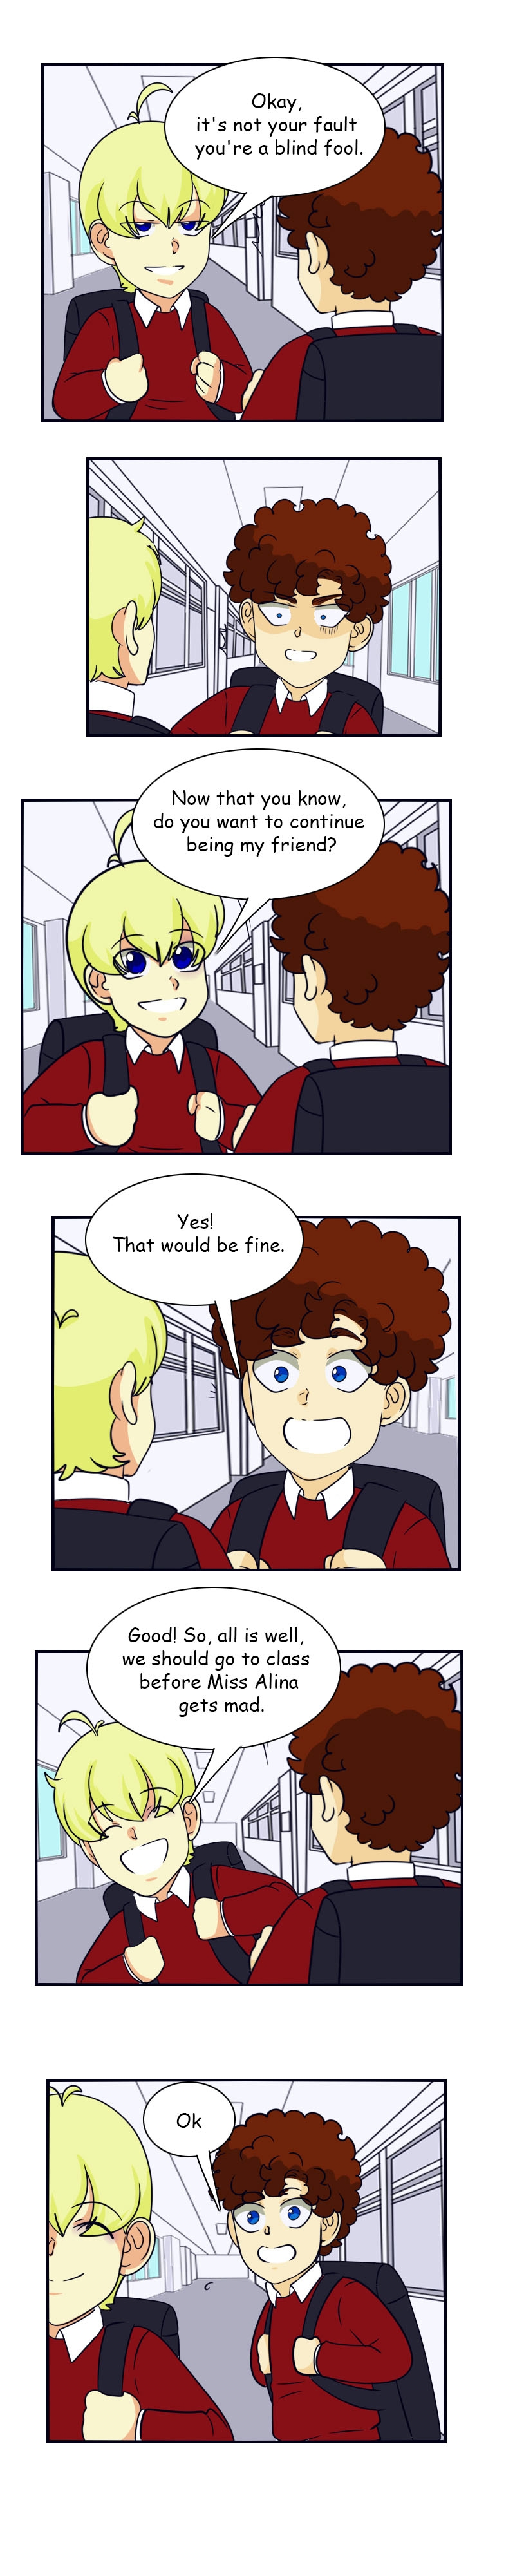 Okay,
it's not your fault
you're a blind fool.
Now that you know,
do you want to continue
being my friend?
Yes!
That would be fine.
Good! So, all is well,
we should go to class
before Miss Alina
gets mad.
Ok